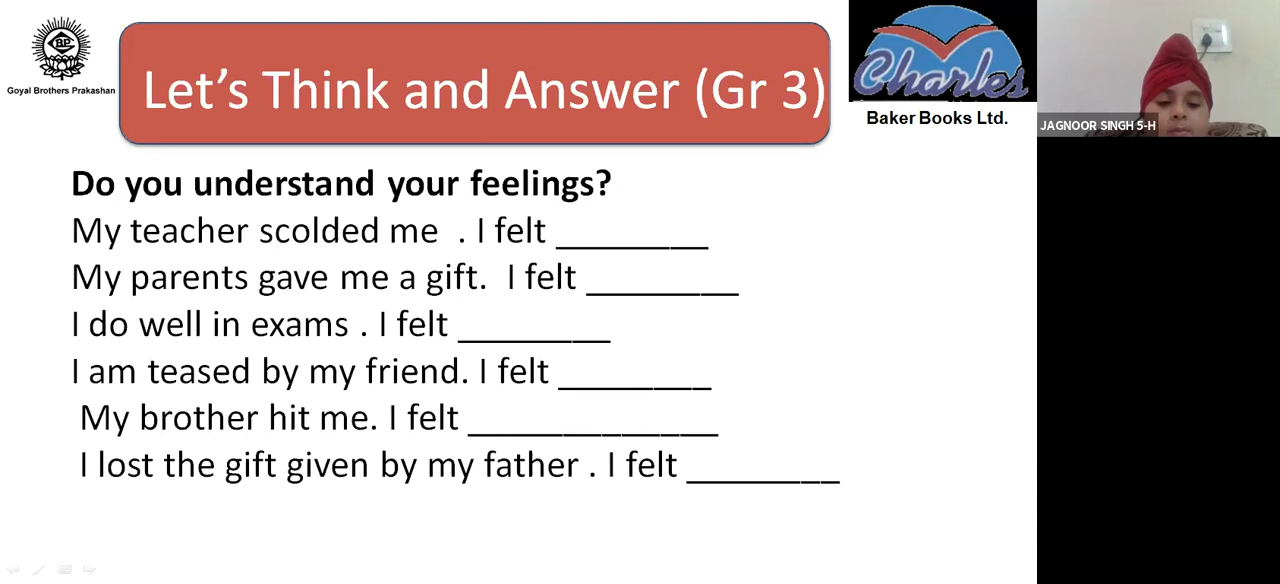 BP
Goyal Brothers Prakashan
Let's Think and Answer (Gr 3)
Charles
Baker Books Ltd.
JAGNOOR SINGH 5-H
Do you understand your feelings?
My teacher scolded me . I felt ________
My parents gave me a gift. I felt ________
I do well in exams . I felt ________
I am teased by my friend. I felt ________
My brother hit me. I felt _____________
I lost the gift given by my father . I felt ________